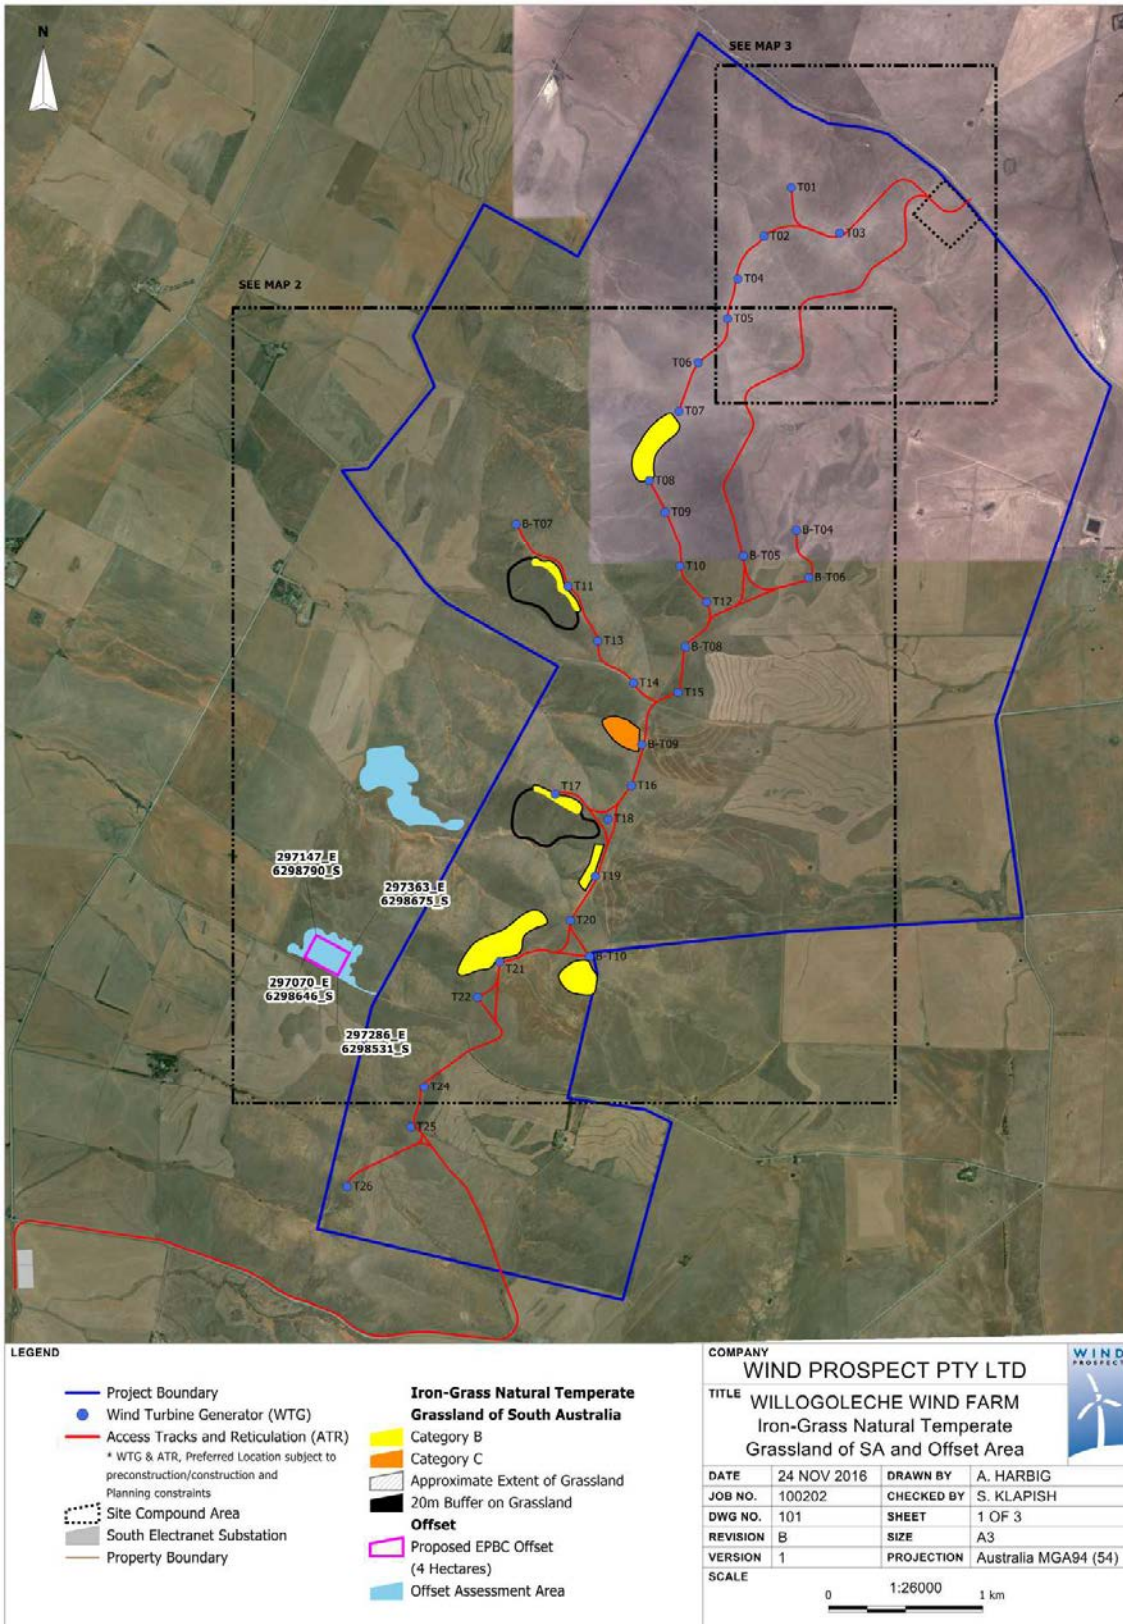 N
SEE MAP 3
T01
T02
T03
T04
SEE MAP 2
T05
T06
T07
T08
T09
B-T07
B-T04
B-T05
T10
B-T06
T11
T12
T13
B-T08
T14
T15
B-T09
T16
T17
T18
297147_E
6298790_S
T19
297363_E
6298675_S
T20
B-T10
T21
297070_E
6298646_S
T22
297286_E
6298531_S
T24
T25
T26
LEGEND
Project Boundary
Wind Turbine Generator (WTG)
Access Tracks and Reticulation (ATR)
* WTG & ATR, Preferred Location subject to
preconstruction/construction and
Planning constraints
Site Compound Area
South Electranet Substation
Property Boundary
Iron-Grass Natural Temperate
Grassland of South Australia
Category B
Category C
Approximate Extent of Grassland
20m Buffer on Grassland
Offset
Proposed EPBC Offset
(4 Hectares)
Offset Assessment Area
COMPANY
WIND PROSPECT PTY LTD
TITLE
WILLOGOLECHE WIND FARM
Iron-Grass Natural Temperate
Grassland of SA and Offset Area
WIND
PROSPECT
DATE 24 NOV 2016 DRAWN BY A. HARBIG
JOB NO. 100202 CHECKED BY S. KLAPISH
DWG NO. 101 SHEET 1 OF 3
REVISION B SIZE A3
VERSION 1 PROJECTION Australia MGA94 (54)
SCALE
1:26000
0 1 km